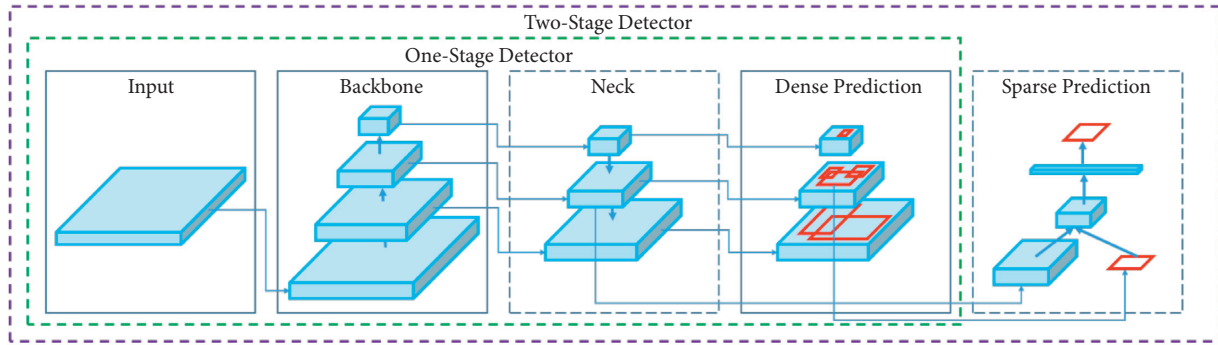 Two-Stage Detector
One-Stage Detector
Input
Backbone
Neck
Dense Prediction
Sparse Prediction